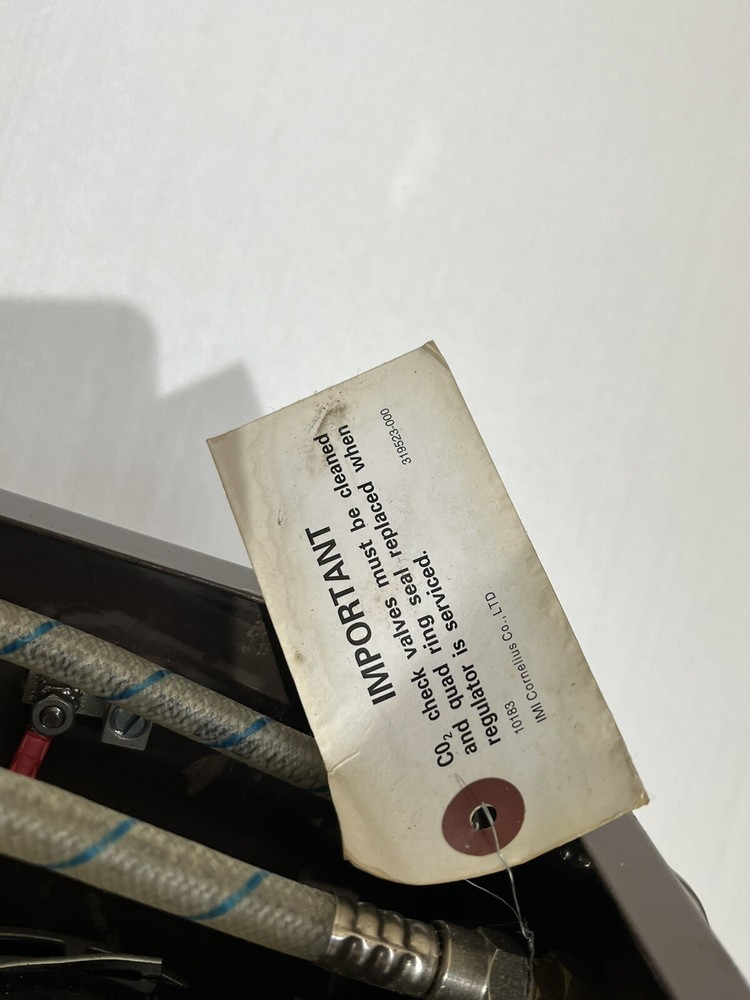 IMPORTANT
CO₂ check valves must be cleaned
and quad ring seal replaced when
regulator is serviced.
10183
IMI Cornelius Co., LTD
319523-000